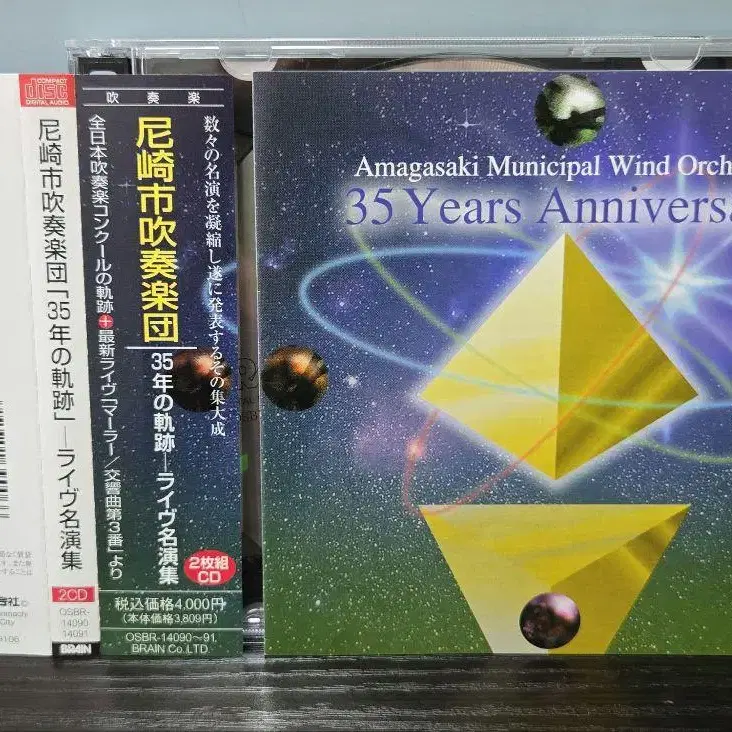 COMPACT
disc
DIGITAL AUDIO
尼崎市吹奏楽団「35年の軌跡」―ライヴ名演集
2CD
OSBR-
14090
14091
BRAIN
吹奏楽
数々の名演を凝縮し遂に発表するその集大成
尼崎市吹奏楽団
35年の軌跡―ライヴ名演集
全日本吹奏楽コンクールの軌跡+最新ライヴ「マーラー/交響曲第3番」より
2枚組
CD
税込価格4,000円
(本体価格3,809円)
OSBR-14090〜91
BRAIN Co.,LTD
Amagasaki Municipal Wind Orch
35 Years Annivers